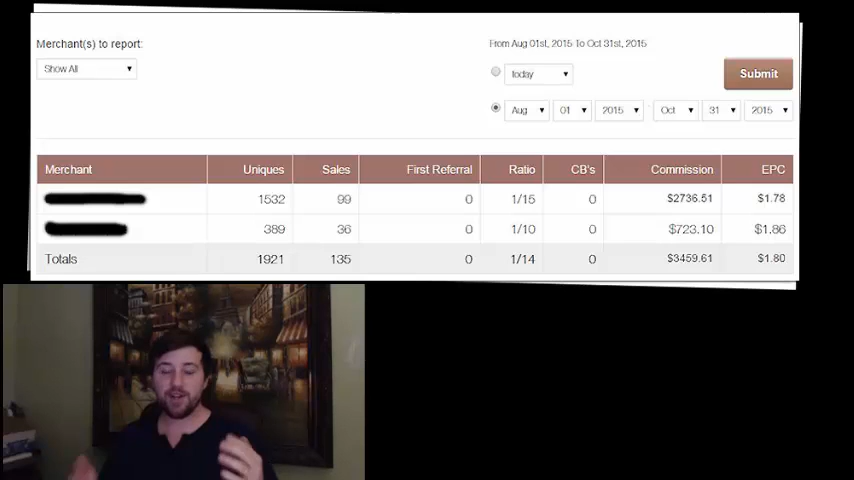 Merchant(s) to report:
From Aug 01st, 2015 To Oct 31st, 2015
Show All
today
Submit
Aug 01 2015 - Oct 31 2015
Merchant Uniques Sales First Referral Ratio CB's Commission EPC
1532 99 0 1/15 0 $2736.51 $1.78
389 36 0 1/10 0 $723.10 $1.86
Totals 1921 135 0 1/14 0 $3459.61 $1.80